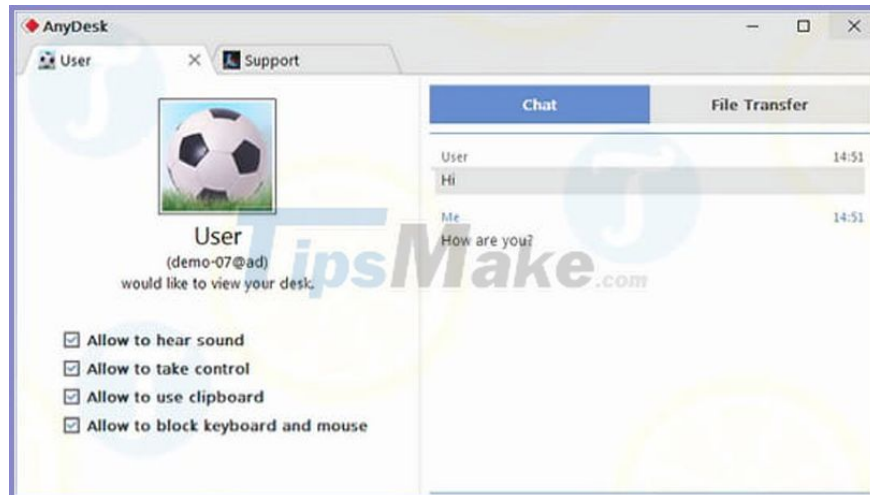 AnyDesk
User
Support
User
(demo-07@ad)
would like to view your desk.
Allow to hear sound
Allow to take control
Allow to use clipboard
Allow to block keyboard and mouse
Chat File Transfer
User 14:51
Hi
Me 14:51
How are you?
TipsMake.com